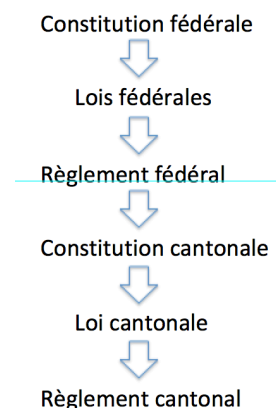 Constitution fédérale
Lois fédérales
Règlement fédéral
Constitution cantonale
Loi cantonale
Règlement cantonal